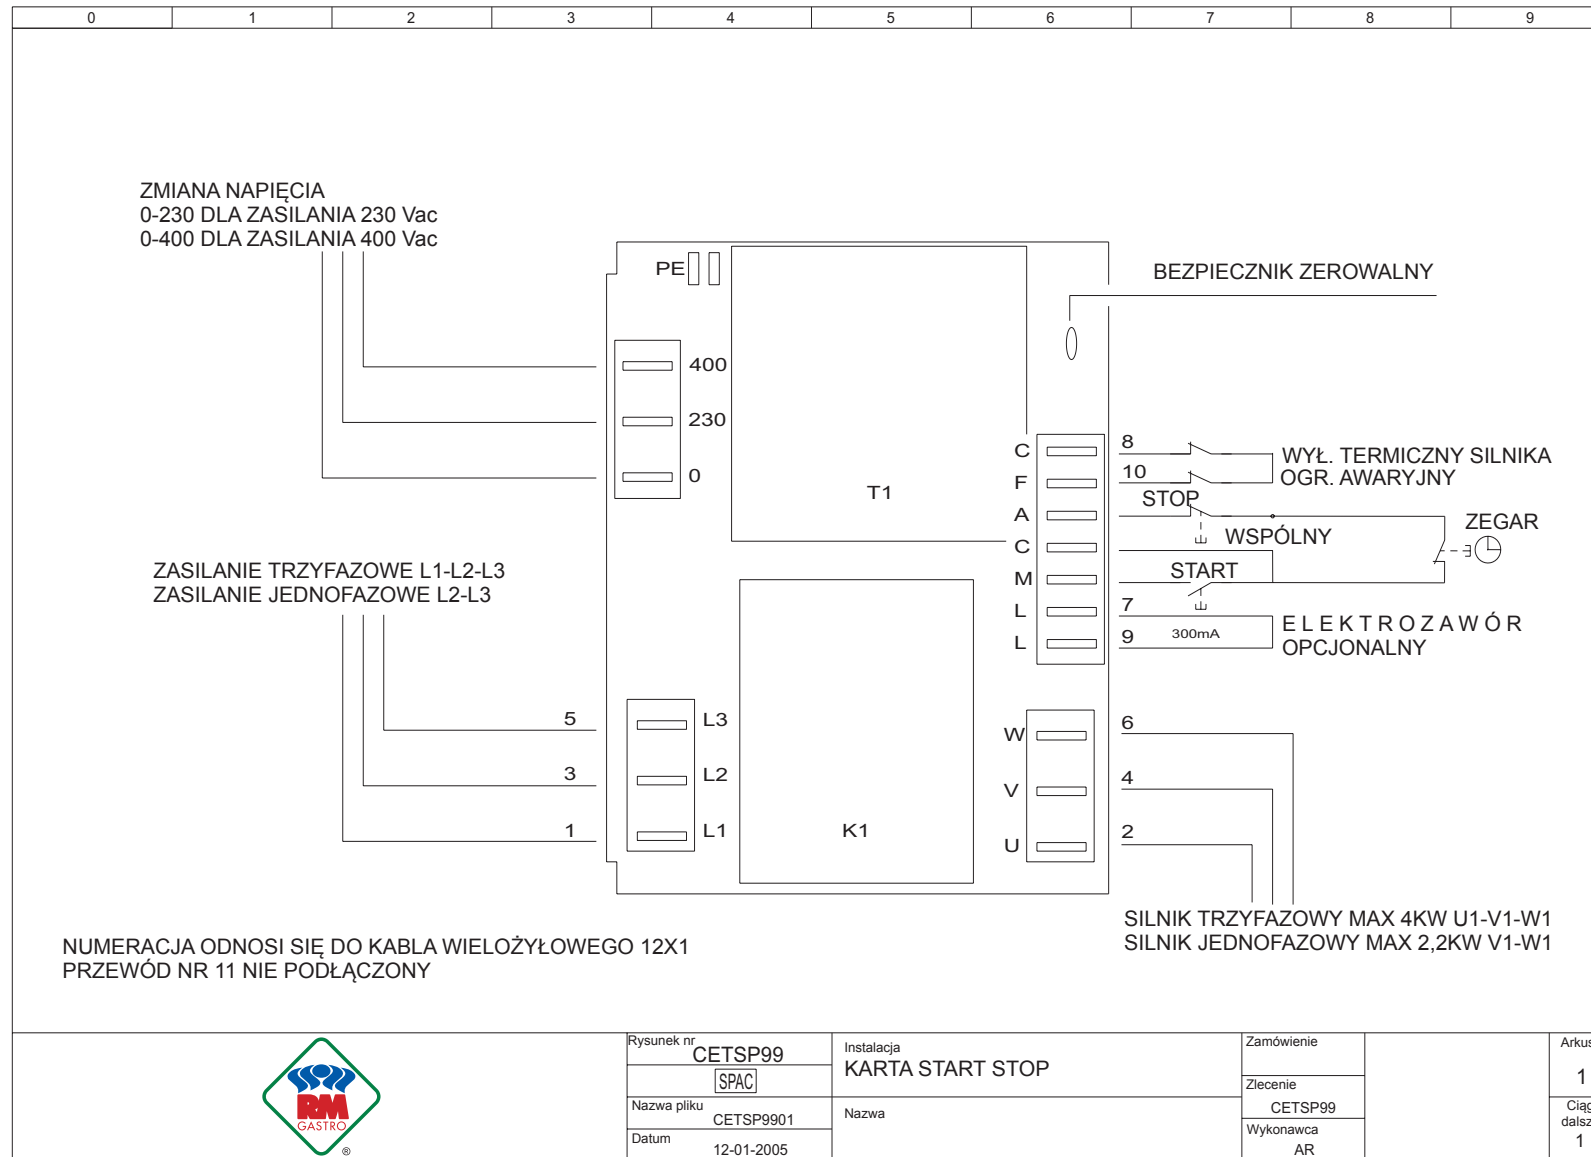 0 1 2 3 4 5 6 7 8 9
ZMIANA NAPIĘCIA
0-230 DLA ZASILANIA 230 Vac
0-400 DLA ZASILANIA 400 Vac
PE
BEZPIECZNIK ZEROWALNY
400
230
0
T1
C
F
A
C
M
L
L
8
10
STOP
WSPÓLNY
START
7
9
300mA
WYŁ. TERMICZNY SILNIKA
OGR. AWARYJNY
ZEGAR
E L E K T R O Z A W Ó R
OPCJONALNY
ZASILANIE TRZYFAZOWE L1-L2-L3
ZASILANIE JEDNOFAZOWE L2-L3
5
3
1
L3
L2
L1
K1
W
V
U
6
4
2
SILNIK TRZYFAZOWY MAX 4KW U1-V1-W1
SILNIK JEDNOFAZOWY MAX 2,2KW V1-W1
NUMERACJA ODNOSI SIĘ DO KABLA WIELOŻYŁOWEGO 12X1
PRZEWÓD NR 11 NIE PODŁĄCZONY
RM
GASTRO
®
Rysunek nr
CETSP99
SPAC
Nazwa pliku
CETSP9901
Datum
12-01-2005
Instalacja
KARTA START STOP
Nazwa
Zamówienie
Zlecenie
CETSP99
Wykonawca
AR
Arkus
1
Ciąg
dalsz
1